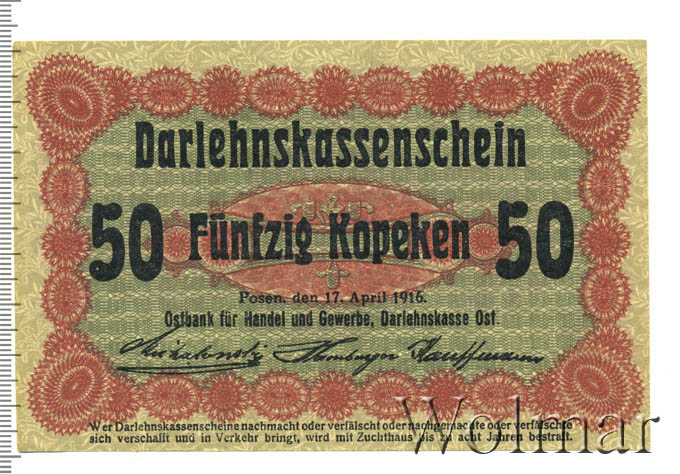 Darlehnskassenschein
50 Fünfzig Kopeken 50
Posen, den 17. April 1916.
Ostbank für Handel und Gewerbe, Darlehnskasse Ost.
Hamburger Kauffmann
Wer Darlehnskassenscheine nachmacht oder verfälscht oder nachgemachte oder verfälschte
sich verschafft und in Verkehr bringt, wird mit Zuchthaus bis zu acht Jahren bestraft.
Wolmar